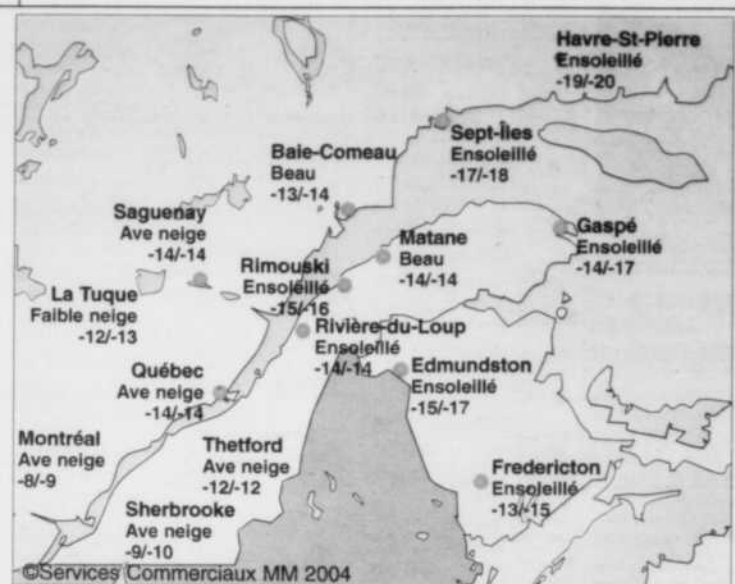 Havre-St-Pierre
Ensoleillé
-19/-20
Sept-Îles
Ensoleillé
-17/-18
Baie-Comeau
Beau
-13/-14
Saguenay
Ave neige
-14/-14
Gaspé
Ensoleillé
-14/-17
Matane
Beau
-14/-14
Rimouski
Ensoleillé
-15/-16
La Tuque
Faible neige
-12/-13
Rivière-du-Loup
Ensoleillé
-14/-14
Edmundston
Ensoleillé
-15/-17
Québec
Ave neige
-14/-14
Montréal
Ave neige
-8/-9
Thetford
Ave neige
-12/-12
Fredericton
Ensoleillé
-13/-15
Sherbrooke
Ave neige
-9/-10
©Services Commerciaux MM 2004